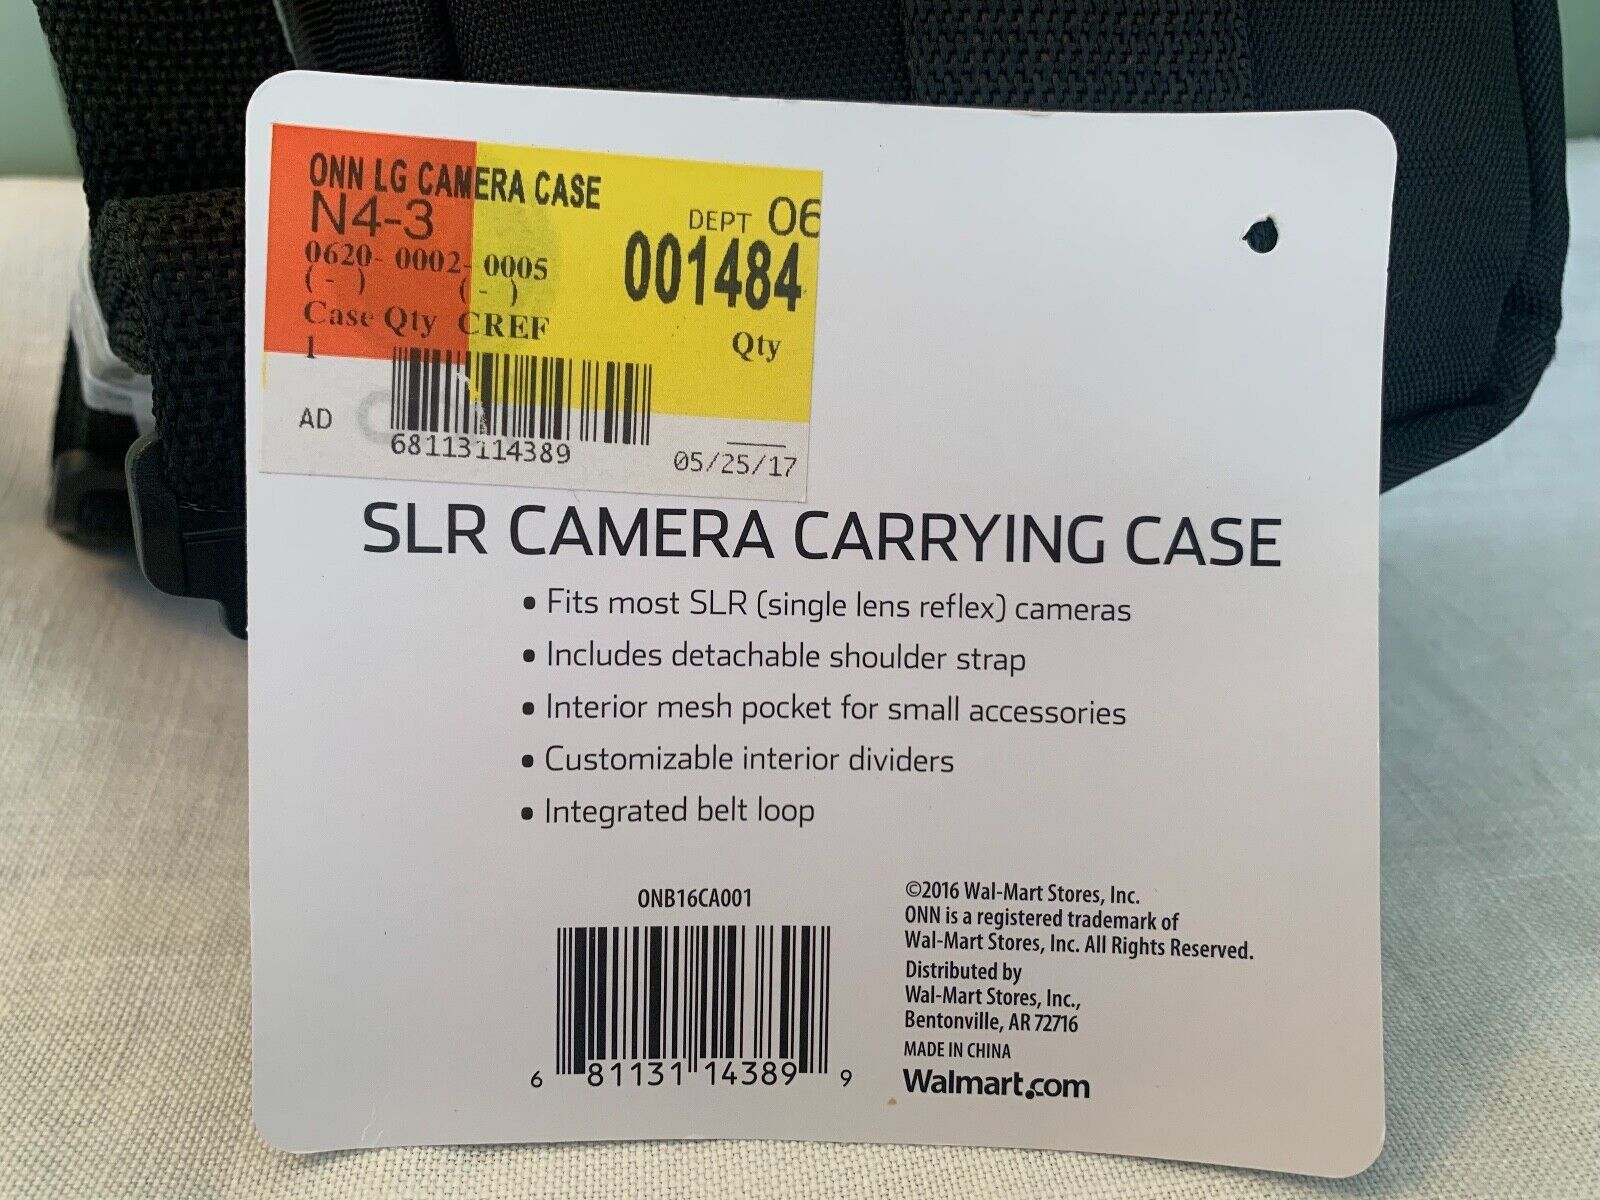 ONN LG CAMERA CASE
N4-3
DEPT 06
0620- 0002- 0005
001484
( - ) ( - )
Case Qty CREF
Qty
1
AD
68113114389
05/25/17
SLR CAMERA CARRYING CASE
• Fits most SLR (single lens reflex) cameras
• Includes detachable shoulder strap
• Interior mesh pocket for small accessories
• Customizable interior dividers
• Integrated belt loop
ONB16CA001
6 81131 14389 9
©2016 Wal-Mart Stores, Inc.
ONN is a registered trademark of
Wal-Mart Stores, Inc. All Rights Reserved.
Distributed by
Wal-Mart Stores, Inc.,
Bentonville, AR 72716
MADE IN CHINA
Walmart.com